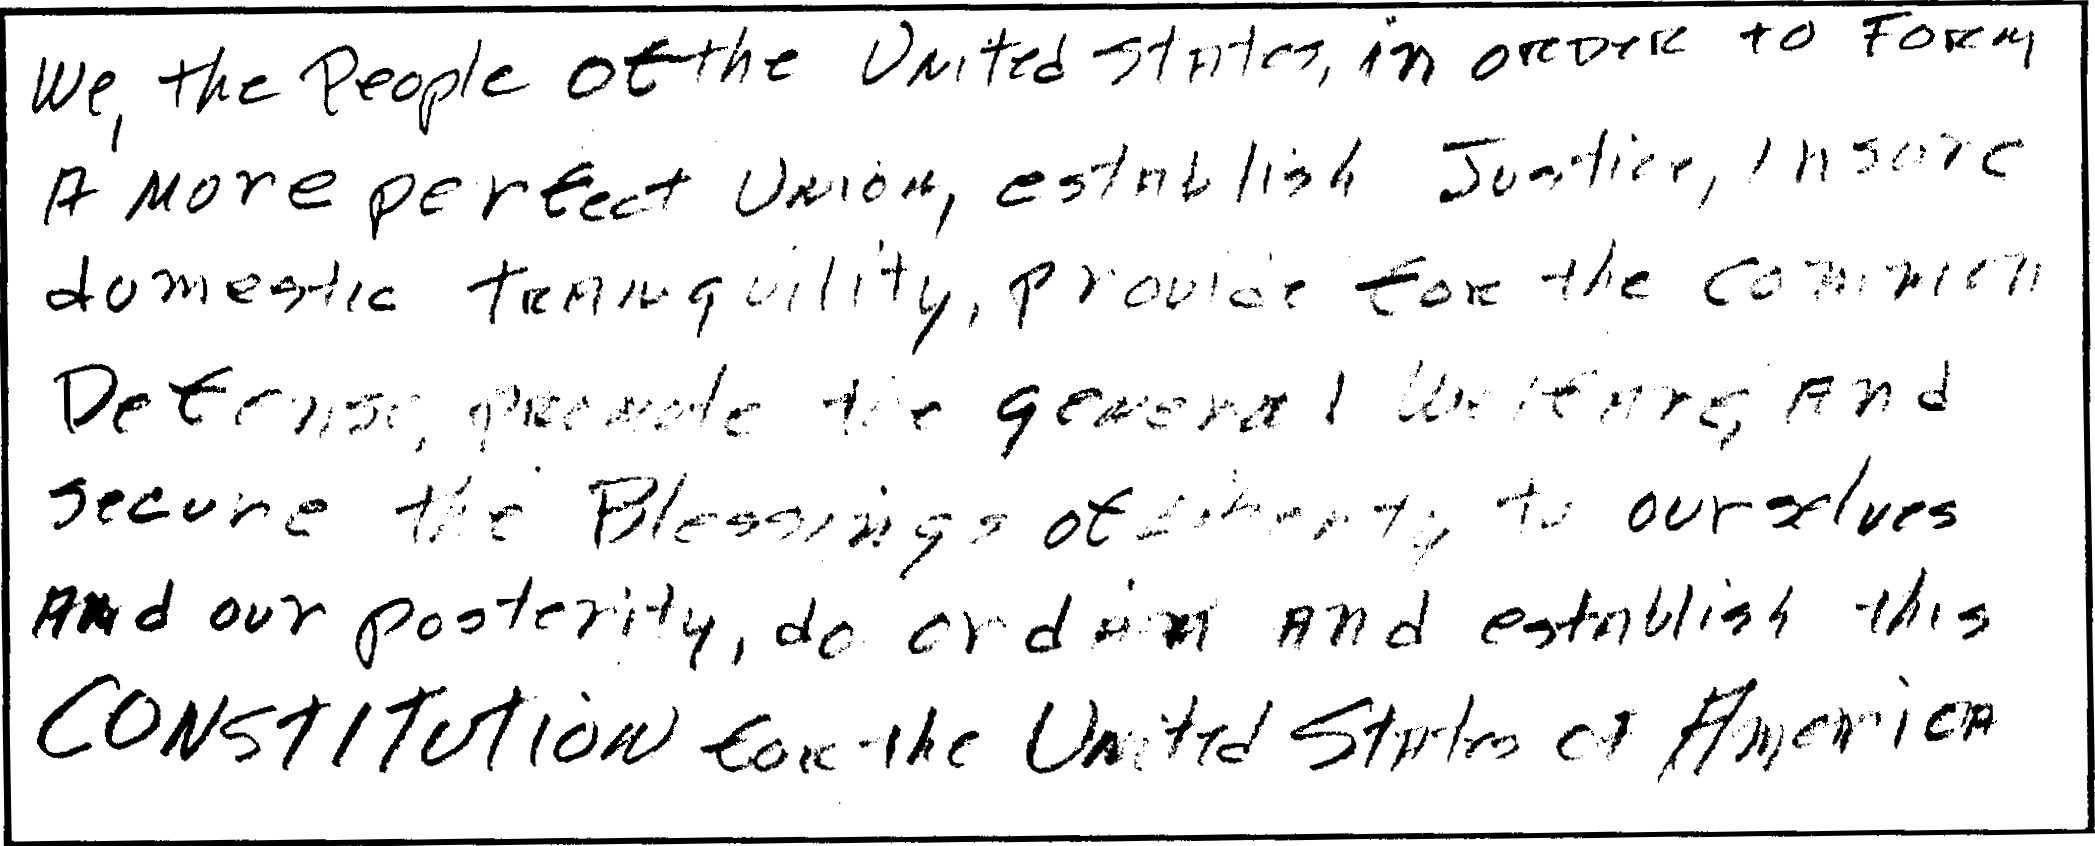 We, the People of the United States, in order to Form
A more perfect Union, establish Justice, insure
domestic tranquility, provide for the common
Defense, promote the general Welfare, and
secure the Blessings of Liberty to ourselves
And our posterity, do ordain and establish this
CONSTITUTION for the United States of America